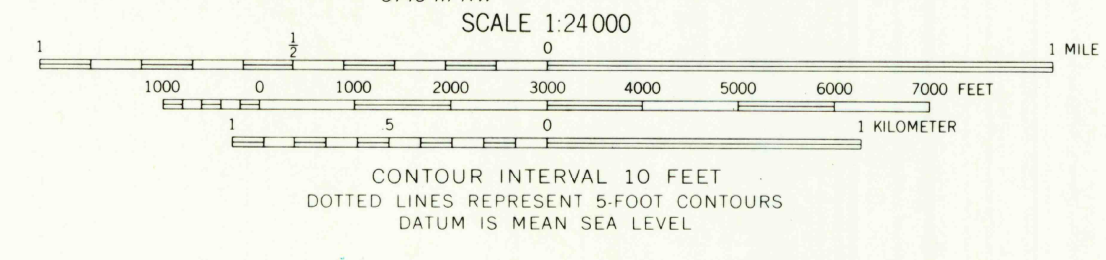 SCALE 1:24 000
1 1/2 0 1 MILE
1000 0 1000 2000 3000 4000 5000 6000 7000 FEET
1 .5 0 1 KILOMETER
CONTOUR INTERVAL 10 FEET
DOTTED LINES REPRESENT 5-FOOT CONTOURS
DATUM IS MEAN SEA LEVEL